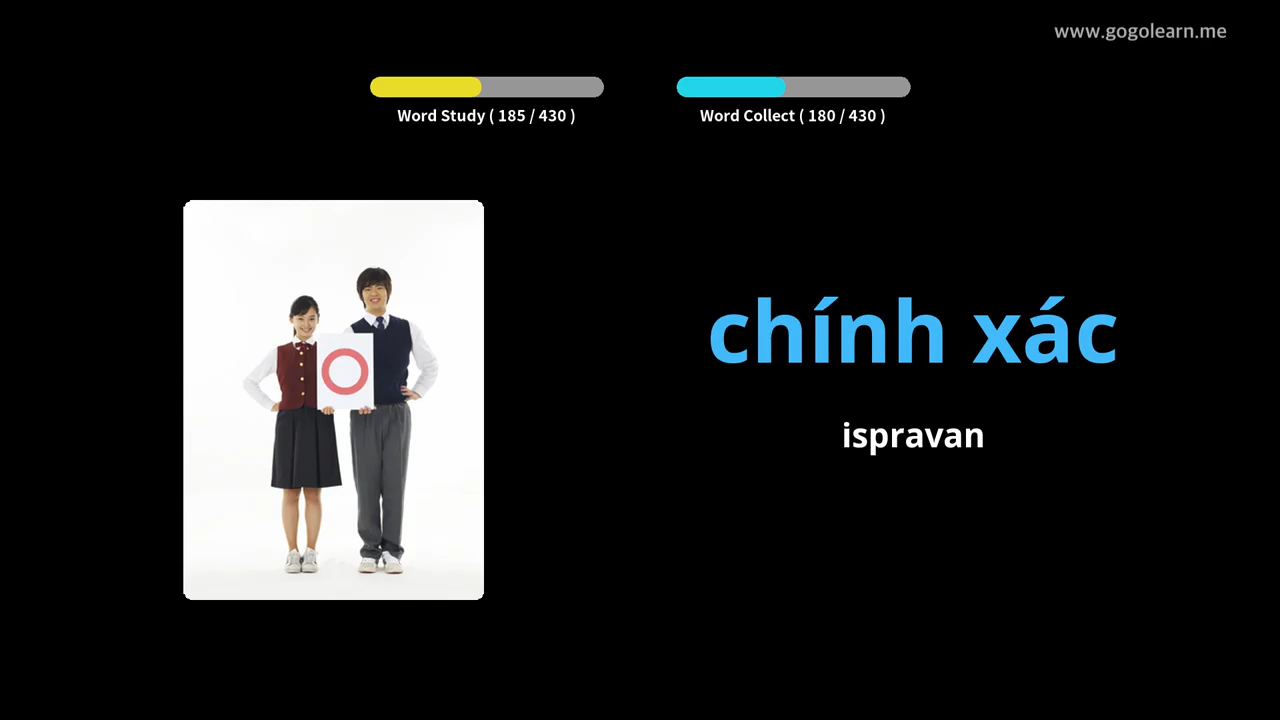 www.gogolearn.me
Word Study ( 185 / 430 )
Word Collect ( 180 / 430 )
chính xác
ispravan